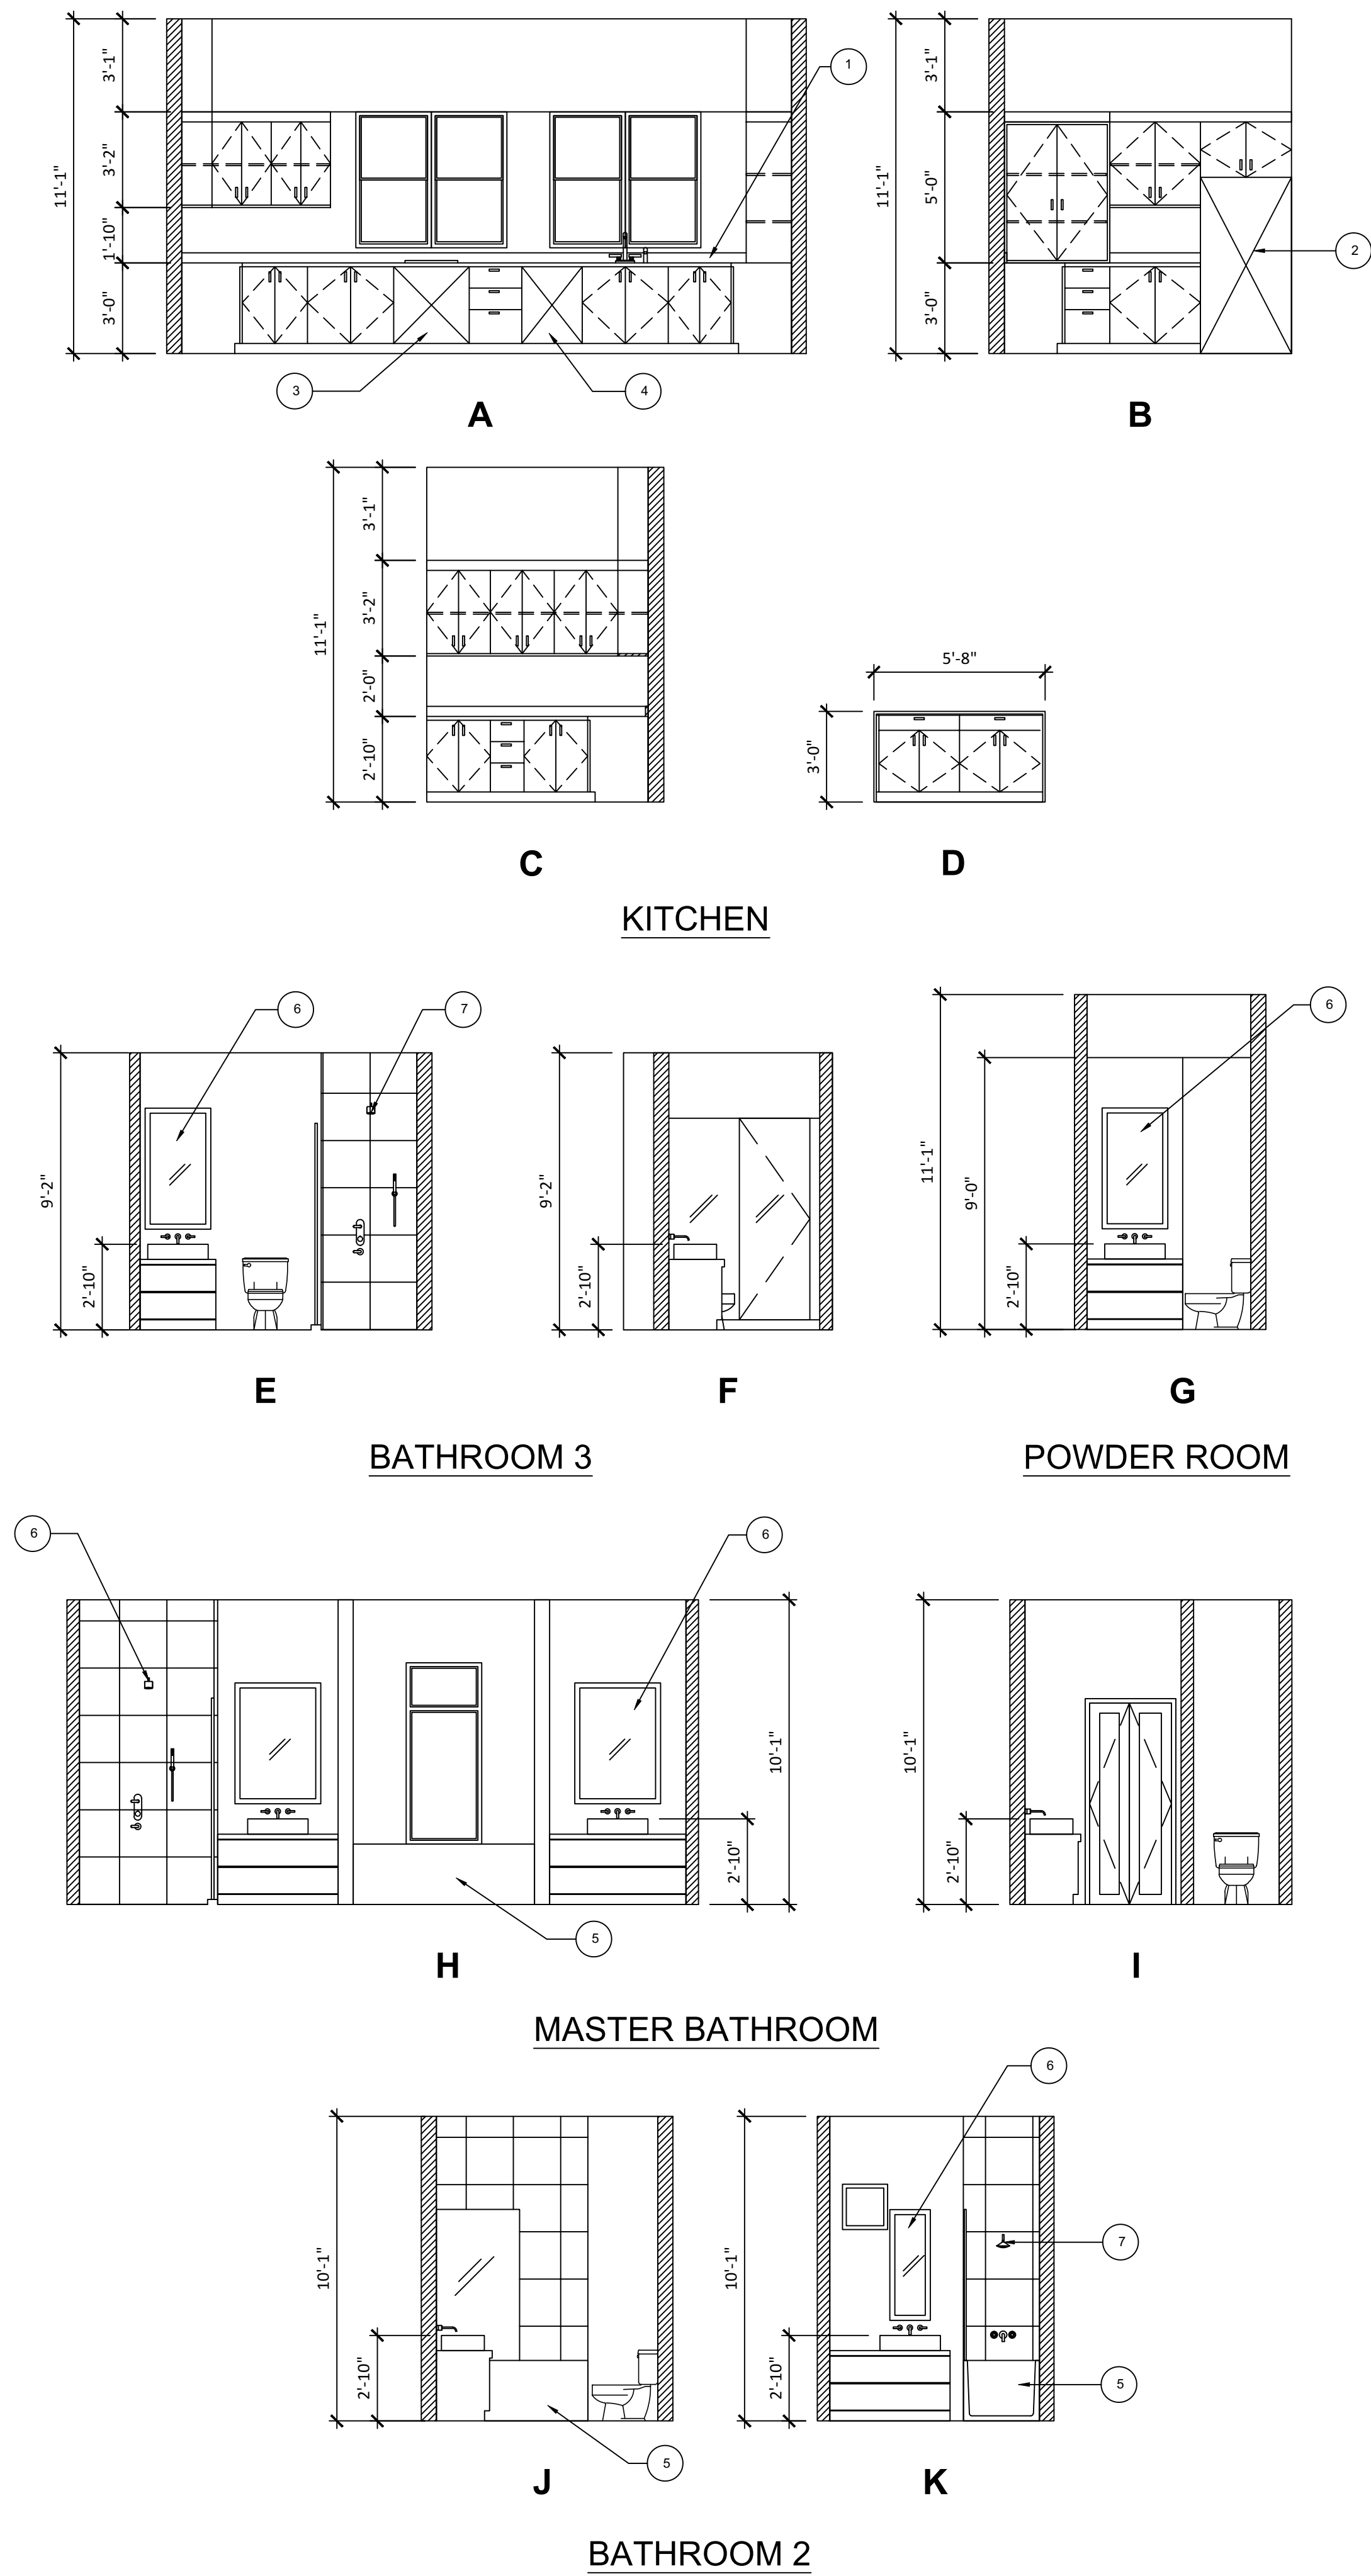 11'-1"
3'-1"
3'-2"
1'-10"
3'-0"
1
3
4
A
11'-1"
3'-1"
5'-0"
3'-0"
2
B
11'-1"
3'-1"
3'-2"
2'-0"
2'-10"
C
5'-8"
3'-0"
D
KITCHEN
6
7
9'-2"
2'-10"
E
9'-2"
2'-10"
F
BATHROOM 3
6
11'-1"
9'-0"
2'-10"
G
POWDER ROOM
6
6
10'-1"
2'-10"
5
H
10'-1"
2'-10"
I
MASTER BATHROOM
10'-1"
2'-10"
5
J
6
10'-1"
2'-10"
7
5
K
BATHROOM 2